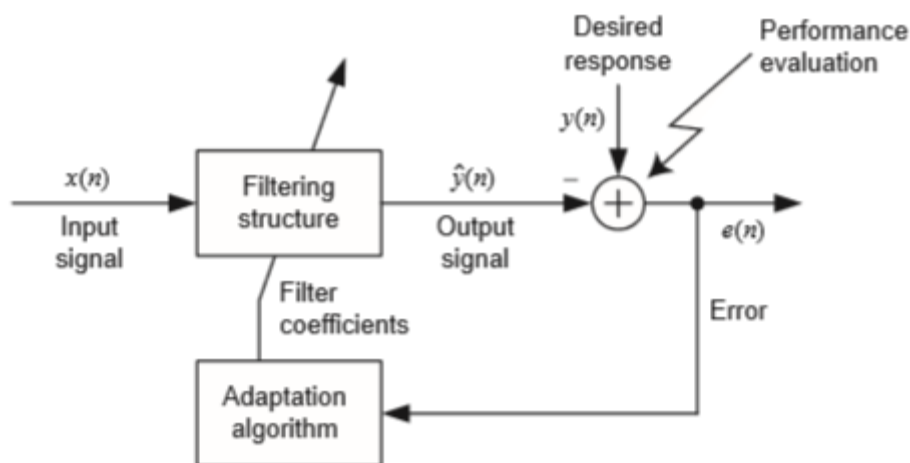 Desired
response
Performance
evaluation
y(n)
x(n)
Input
signal
Filtering
structure
ŷ(n)
Output
signal
−
+
e(n)
Error
Filter
coefficients
Adaptation
algorithm